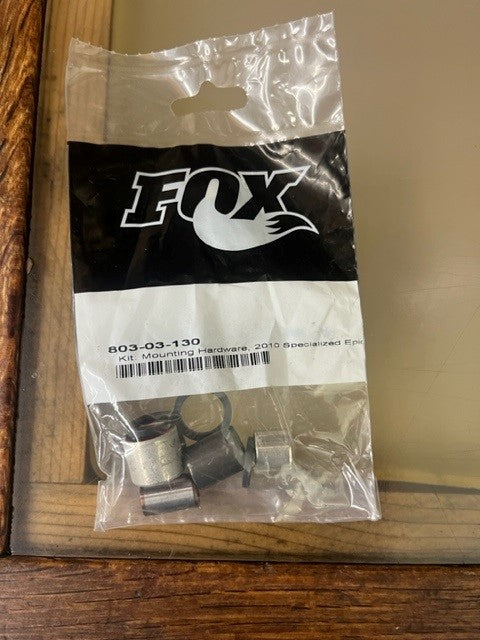 FOX
803-03-130
Kit: Mounting Hardware, 2010 Specialized Epic